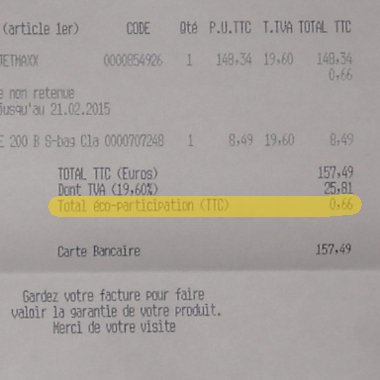 (article 1er) CODE Qté P.U.TTC T.TVA TOTAL TTC
TETHAXX 0000854926 1 148,34 19,60 148,34
0,66
e non retenue
jusqu'au 21.02.2015
E 200 B S-bag Cla 0000707248 1 8,49 19,60 8,49
TOTAL TTC (Euros) 157,49
Dont TVA (19,60%) 25,81
Total éco-participation (TTC) 0,66
Carte Bancaire 157,49
Gardez votre facture pour faire
valoir la garantie de votre produit.
Merci de votre visite